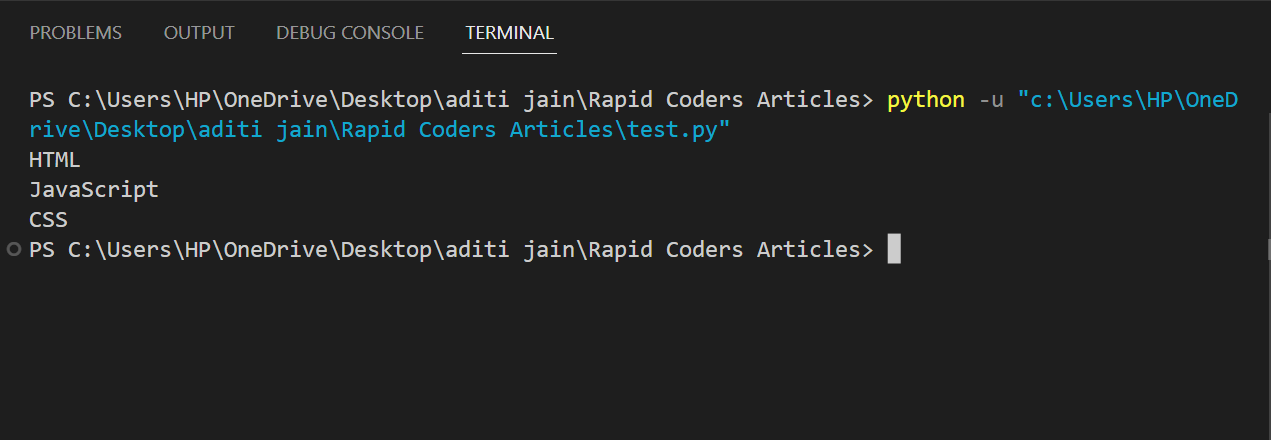 PROBLEMS OUTPUT DEBUG CONSOLE TERMINAL
PS C:\Users\HP\OneDrive\Desktop\aditi jain\Rapid Coders Articles> python -u "c:\Users\HP\OneD
rive\Desktop\aditi jain\Rapid Coders Articles\test.py"
HTML
JavaScript
CSS
PS C:\Users\HP\OneDrive\Desktop\aditi jain\Rapid Coders Articles>